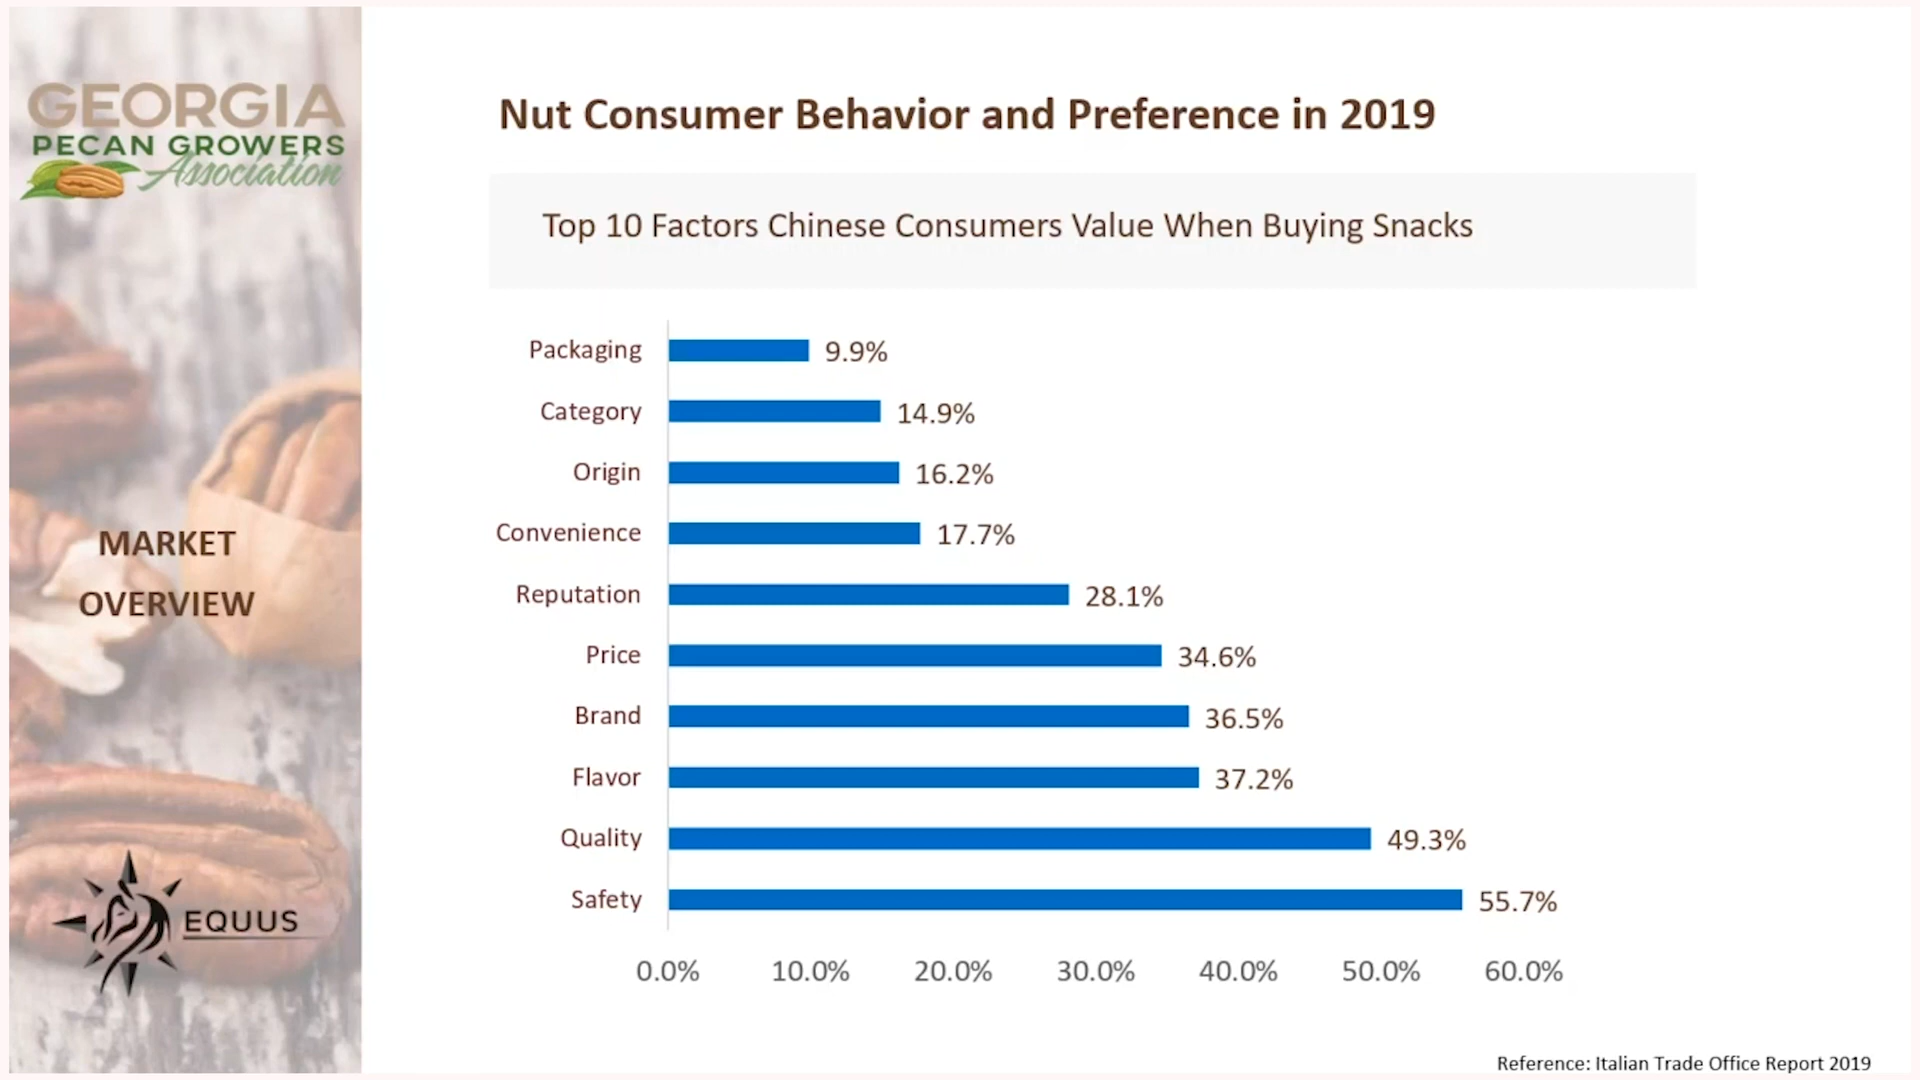 GEORGIA
PECAN GROWERS
Association
MARKET
OVERVIEW
EQUUS
Nut Consumer Behavior and Preference in 2019
Top 10 Factors Chinese Consumers Value When Buying Snacks
Packaging 9.9%
Category 14.9%
Origin 16.2%
Convenience 17.7%
Reputation 28.1%
Price 34.6%
Brand 36.5%
Flavor 37.2%
Quality 49.3%
Safety 55.7%
0.0% 10.0% 20.0% 30.0% 40.0% 50.0% 60.0%
Reference: Italian Trade Office Report 2019